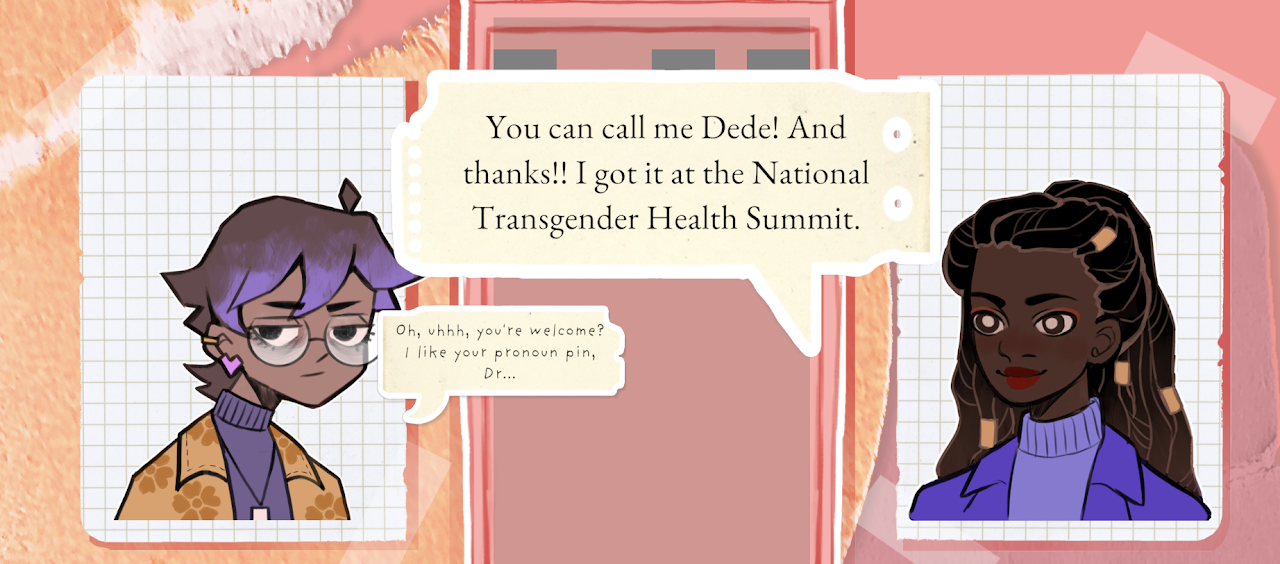 You can call me Dede! And
thanks!! I got it at the National
Transgender Health Summit.
Oh, uhhh, you're welcome?
I like your pronoun pin,
Dr...